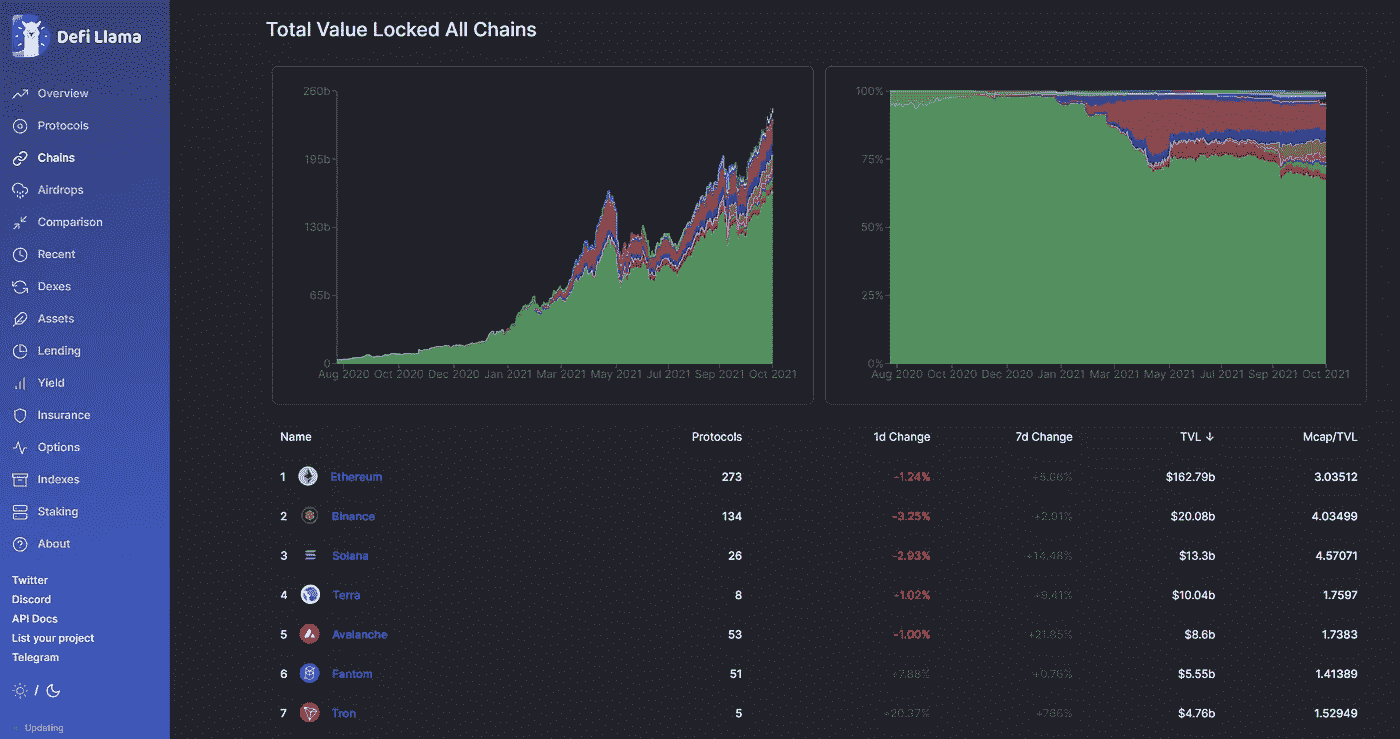 Defi Llama
Overview
Protocols
Chains
Airdrops
Comparison
Recent
Dexes
Assets
Lending
Yield
Insurance
Options
Indexes
Staking
About
Twitter
Discord
API Docs
List your project
Telegram
/
Updating
Total Value Locked All Chains
260b
195b
130b
65b
0
Aug 2020 Oct 2020 Dec 2020 Jan 2021 Mar 2021 May 2021 Jul 2021 Sep 2021 Oct 2021
100%
75%
50%
25%
0%
Aug 2020 Oct 2020 Dec 2020 Jan 2021 Mar 2021 May 2021 Jul 2021 Sep 2021 Oct 2021
Name Protocols 1d Change 7d Change TVL ↓ Mcap/TVL
1 Ethereum 273 -1.24% $162.79b 3.03512
2 Binance 134 -3.25% $20.08b 4.03499
3 Solana 26 -2.93% +14.48% $13.3b 4.57071
4 Terra 8 -1.02% +9.41% $10.04b 1.7597
5 Avalanche 53 -1.00% +21.85% $8.6b 1.7383
6 Fantom 51 +7.88% +0.76% $5.55b 1.41389
7 Tron 5 +20.37% +786% $4.76b 1.52949